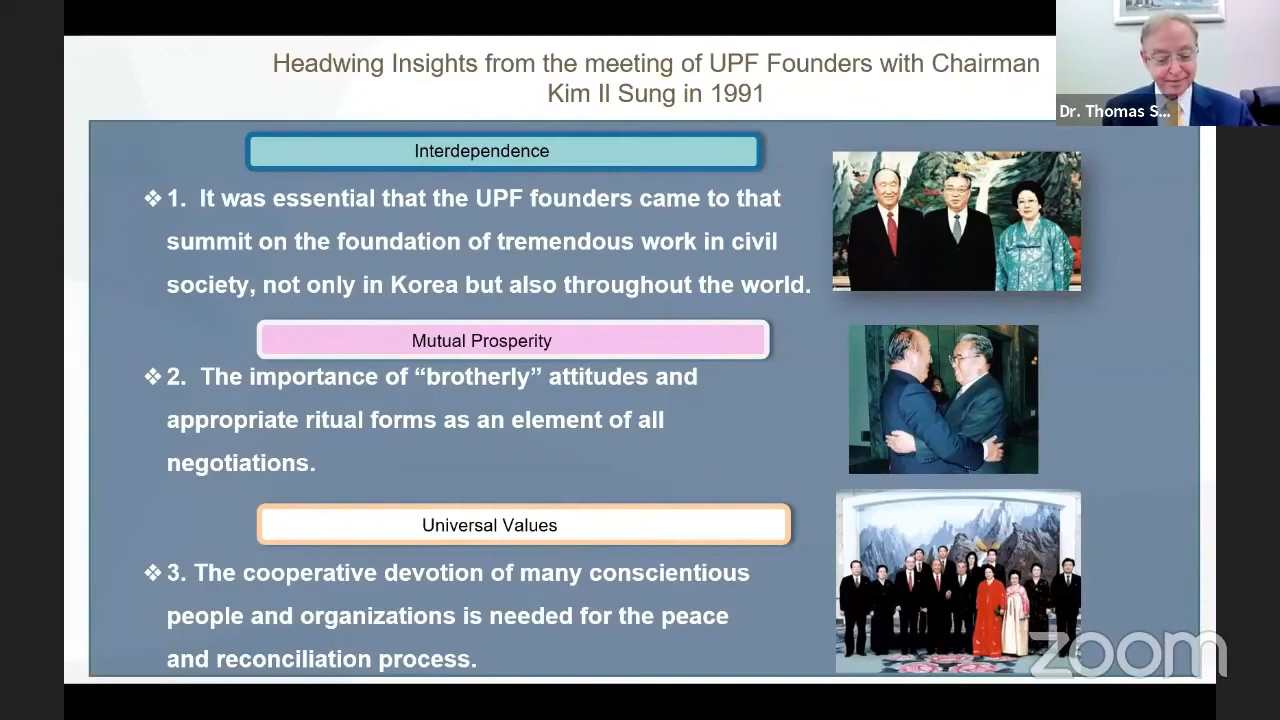 Headwing Insights from the meeting of UPF Founders with Chairman
Kim Il Sung in 1991
Dr. Thomas S...
Interdependence
❖ 1. It was essential that the UPF founders came to that
summit on the foundation of tremendous work in civil
society, not only in Korea but also throughout the world.
Mutual Prosperity
❖ 2. The importance of “brotherly” attitudes and
appropriate ritual forms as an element of all
negotiations.
Universal Values
❖ 3. The cooperative devotion of many conscientious
people and organizations is needed for the peace
and reconciliation process.
zoom